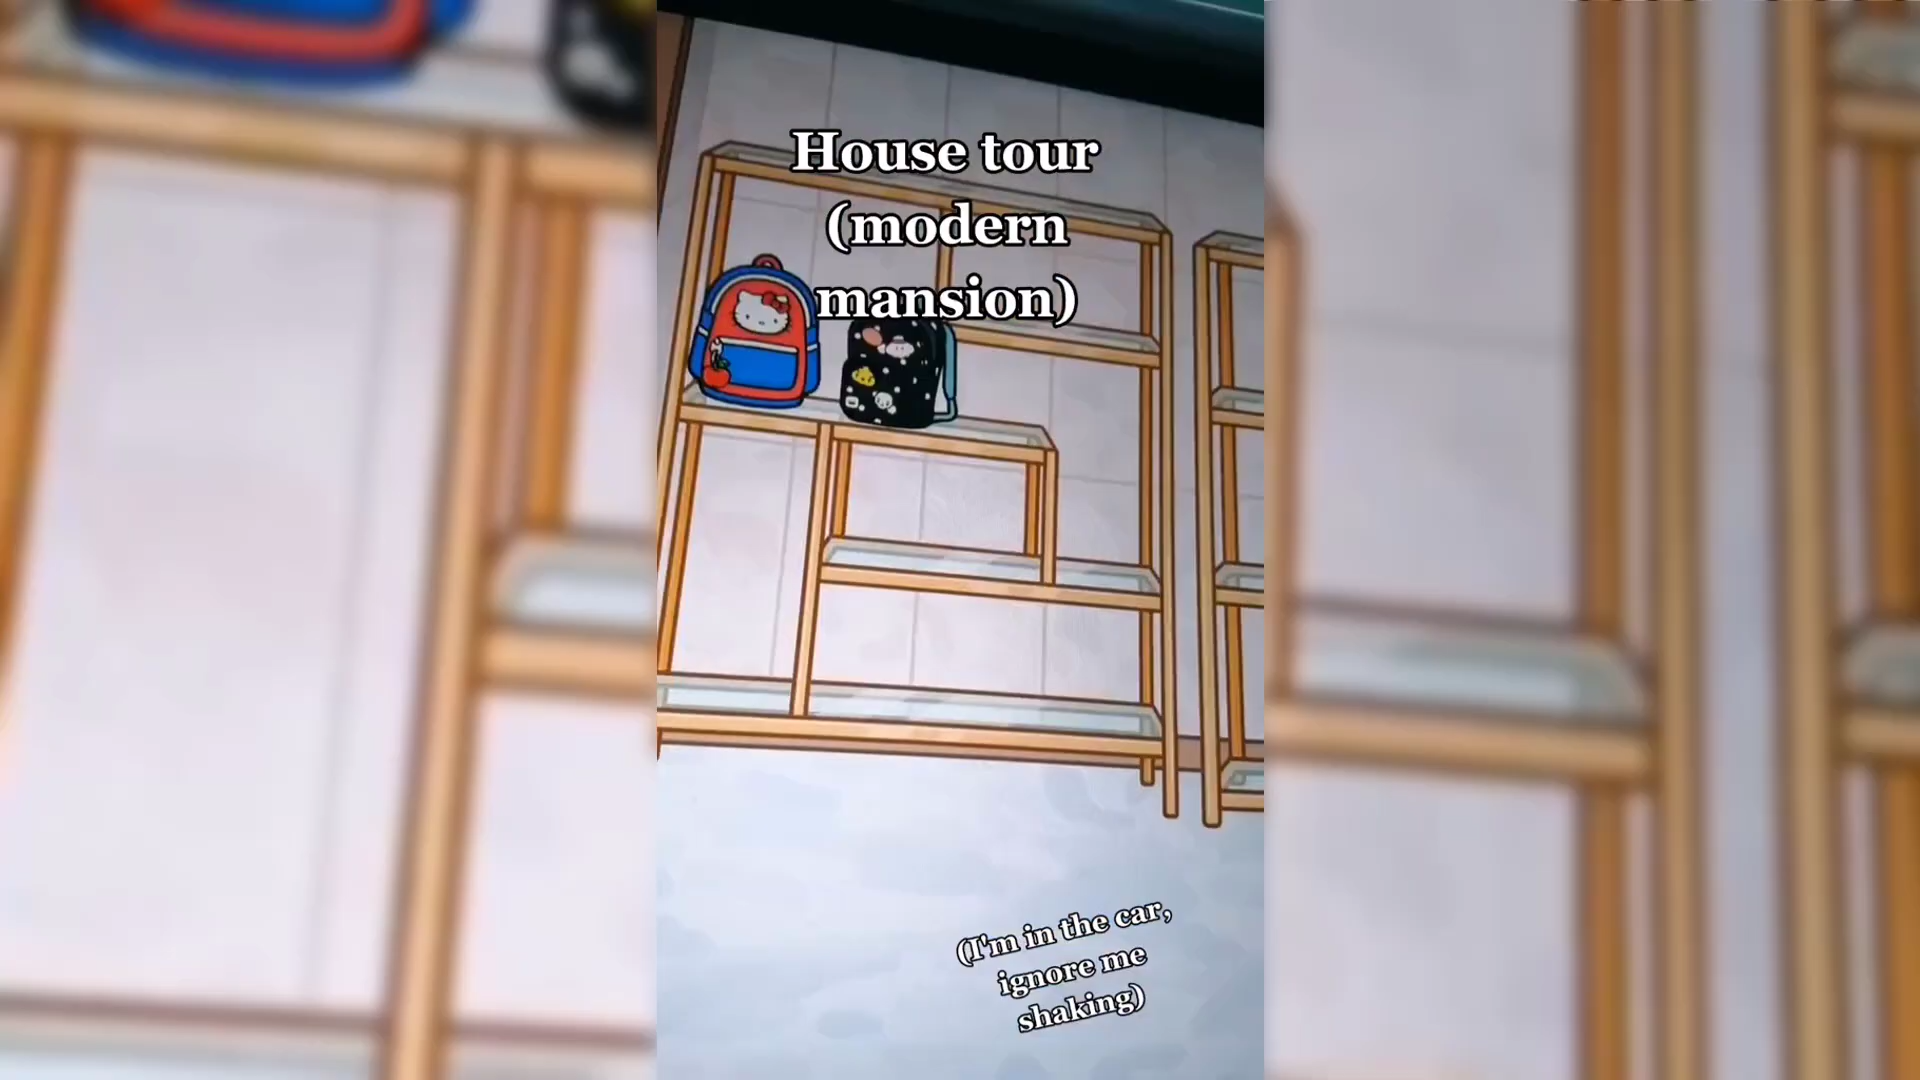 House tour
(modern
mansion)
(I'm in the car,
ignore me
shaking)